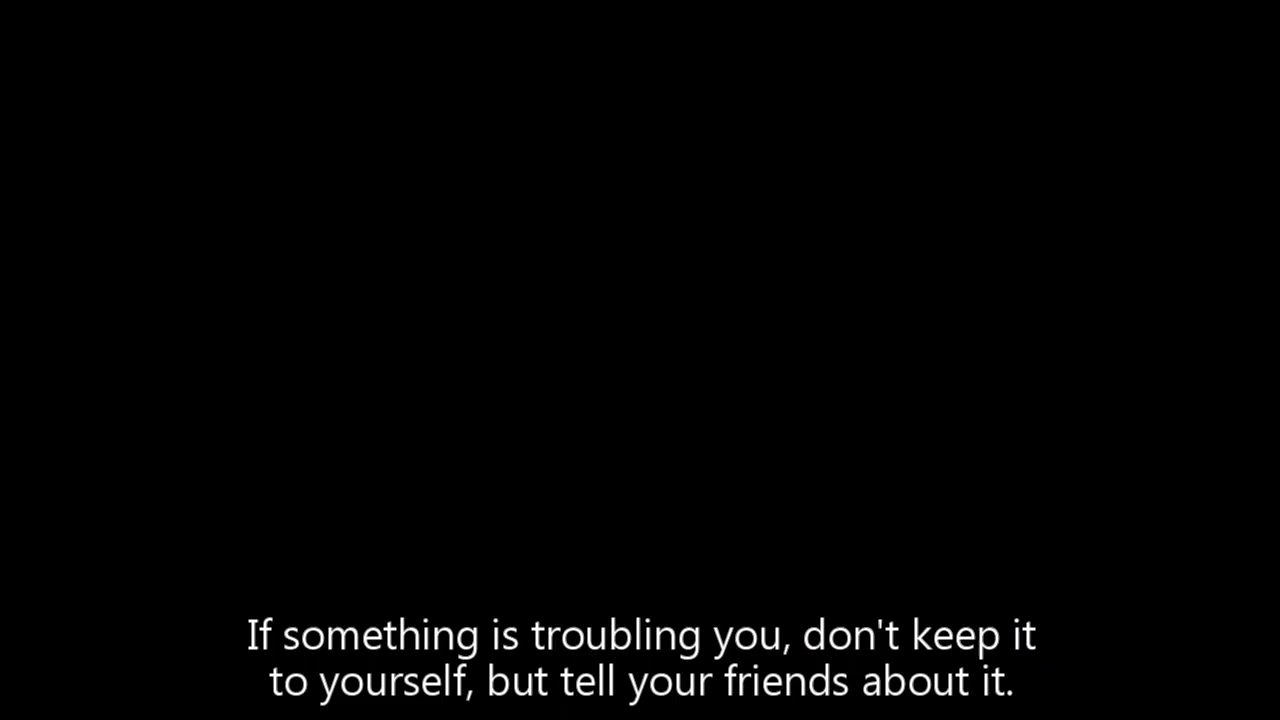 If something is troubling you, don't keep it
to yourself, but tell your friends about it.